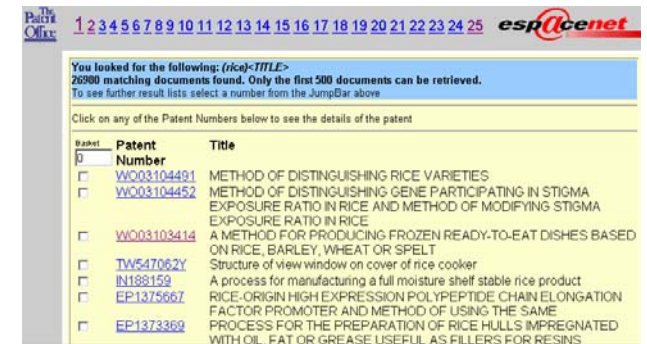 The Patent Office
1 2 3 4 5 6 7 8 9 10 11 12 13 14 15 16 17 18 19 20 21 22 23 24 25
esp@cenet
You looked for the following: (rice)<TITLE>
26980 matching documents found. Only the first 500 documents can be retrieved.
To see further result lists select a number from the JumpBar above
Click on any of the Patent Numbers below to see the details of the patent
Basket Patent Title
0 Number
WO03104491 METHOD OF DISTINGUISHING RICE VARIETIES
WO03104452 METHOD OF DISTINGUISHING GENE PARTICIPATING IN STIGMA
EXPOSURE RATIO IN RICE AND METHOD OF MODIFYING STIGMA
EXPOSURE RATIO IN RICE
WO03103414 A METHOD FOR PRODUCING FROZEN READY-TO-EAT DISHES BASED
ON RICE, BARLEY, WHEAT OR SPELT
TW547062Y Structure of view window on cover of rice cooker
IN188159 A process for manufacturing a full moisture shelf stable rice product
EP1375667 RICE-ORIGIN HIGH EXPRESSION POLYPEPTIDE CHAIN ELONGATION
FACTOR PROMOTER AND METHOD OF USING THE SAME
EP1373369 PROCESS FOR THE PREPARATION OF RICE HULLS IMPREGNATED
WITH OIL, FAT OR GREASE USEFUL AS FILLERS FOR RESINS